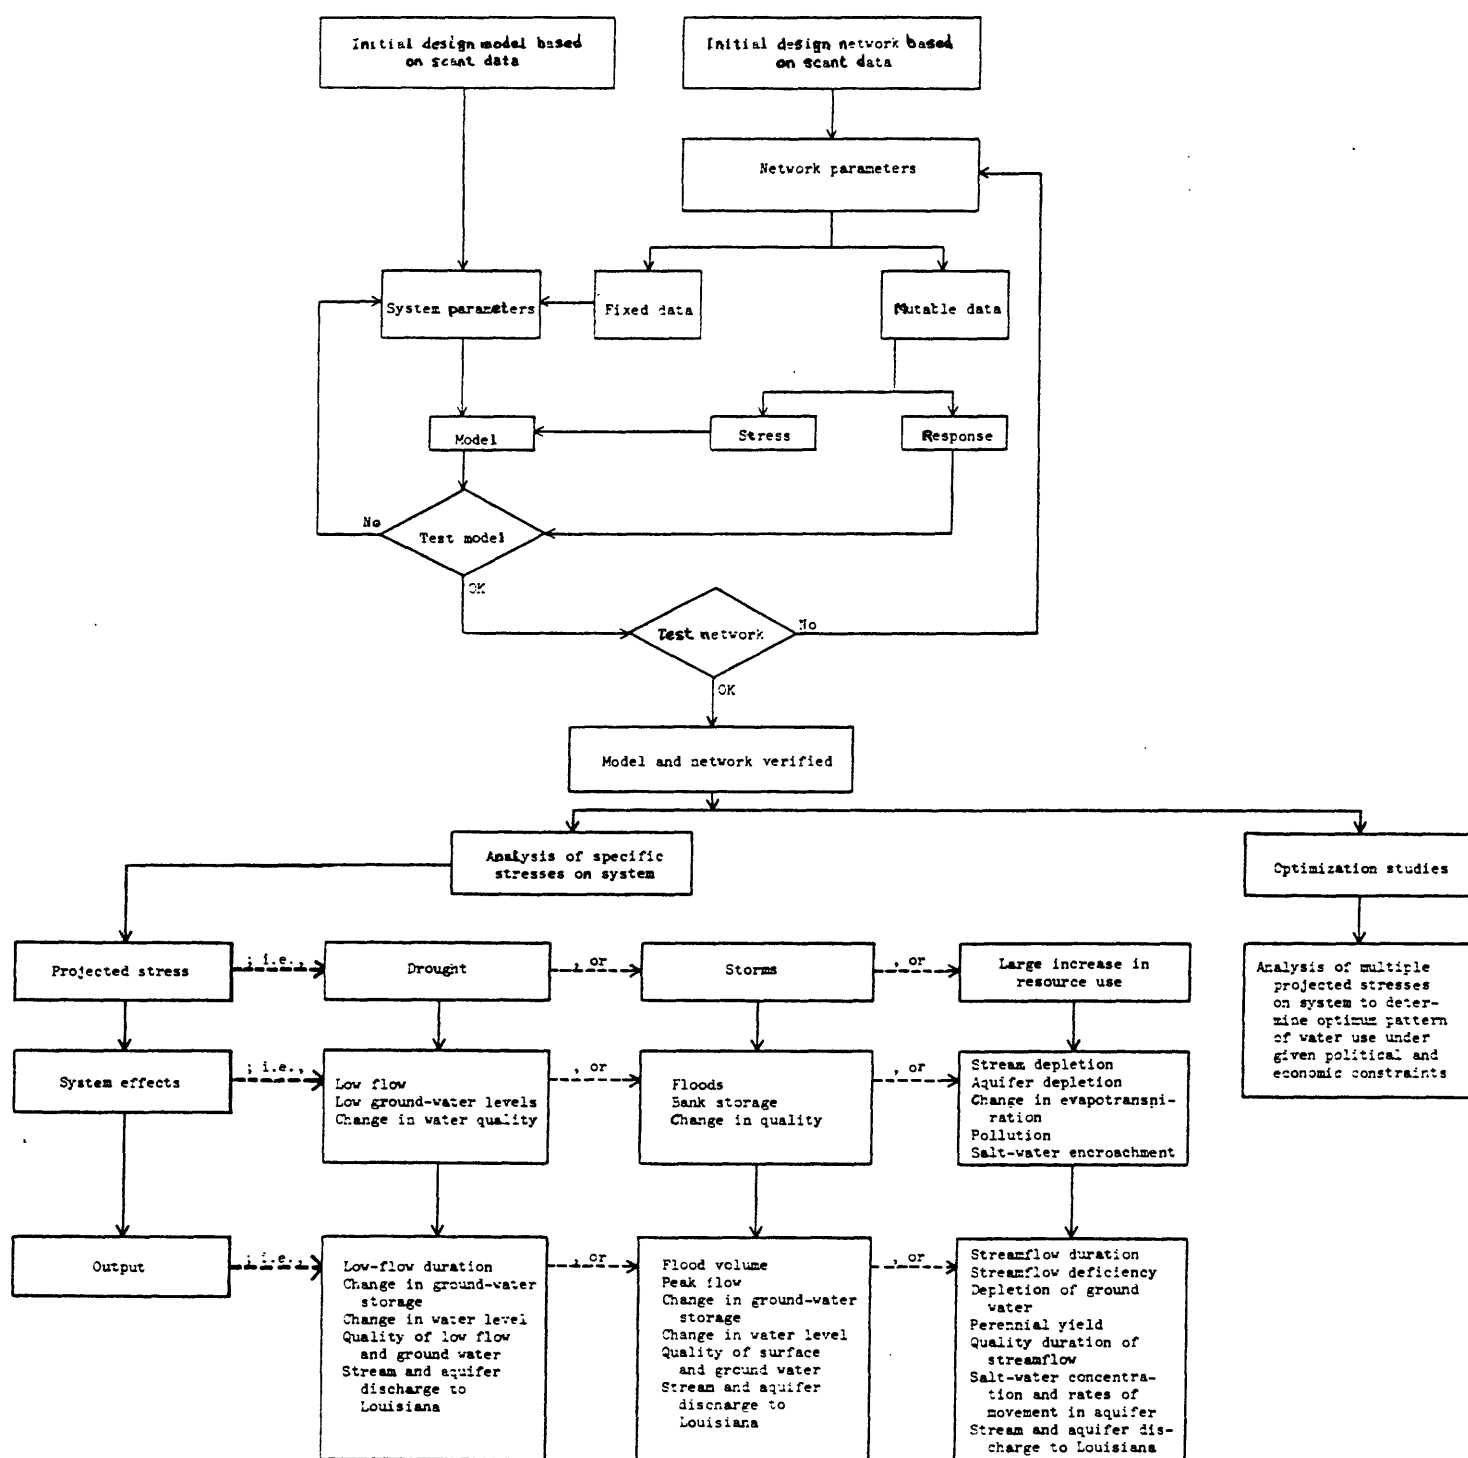 Initial design model based
on scant data
Initial design network based
on scant data
Network parameters
System parameters
Fixed data
Mutable data
Model
Stress
Response
No
Test model
OK
Test network
No
OK
Model and network verified
Analysis of specific
stresses on system
Optimization studies
Projected stress
; i.e.,
Drought
, or
Storms
, or
Large increase in
resource use
Analysis of multiple
projected stresses
on system to deter-
mine optimum pattern
of water use under
given political and
economic constraints
System effects
; i.e.,
Low flow
Low ground-water levels
Change in water quality
, or
Floods
Bank storage
Change in quality
, or
Stream depletion
Aquifer depletion
Change in evapotranspi-
ration
Pollution
Salt-water encroachment
Output
; i.e.,
Low-flow duration
Change in ground-water
storage
Change in water level
Quality of low flow
and ground water
Stream and aquifer
discharge to
Louisiana
, or
Flood volume
Peak flow
Change in ground-water
storage
Change in water level
Quality of surface
and ground water
Stream and aquifer
discharge to
Louisiana
, or
Streamflow duration
Streamflow deficiency
Depletion of ground
water
Perennial yield
Quality duration of
streamflow
Salt-water concentra-
tion and rates of
movement in aquifer
Stream and aquifer dis-
charge to Louisiana